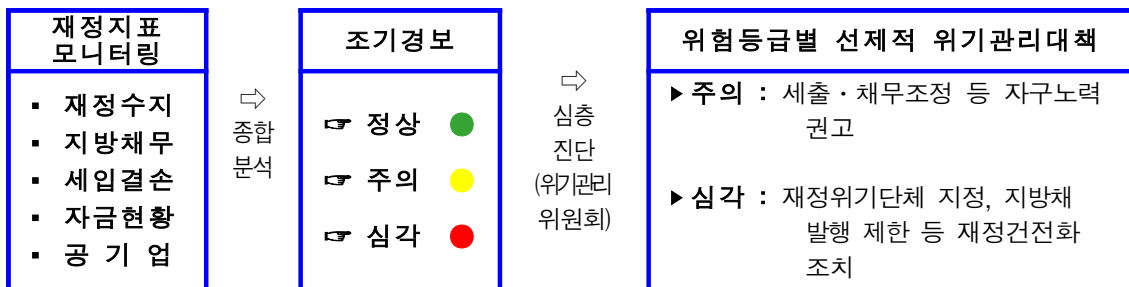 재정지표
모니터링
▪ 재정수지
▪ 지방채무
▪ 세입결손
▪ 자금현황
▪ 공 기 업
⇨
종합
분석
조기경보
☞ 정상
☞ 주의
☞ 심각
⇨
심층
진단
(위기관리
위원회)
위험등급별 선제적 위기관리대책
▶주의 : 세출・채무조정 등 자구노력
권고
▶심각 : 재정위기단체 지정, 지방채
발행 제한 등 재정건전화
조치